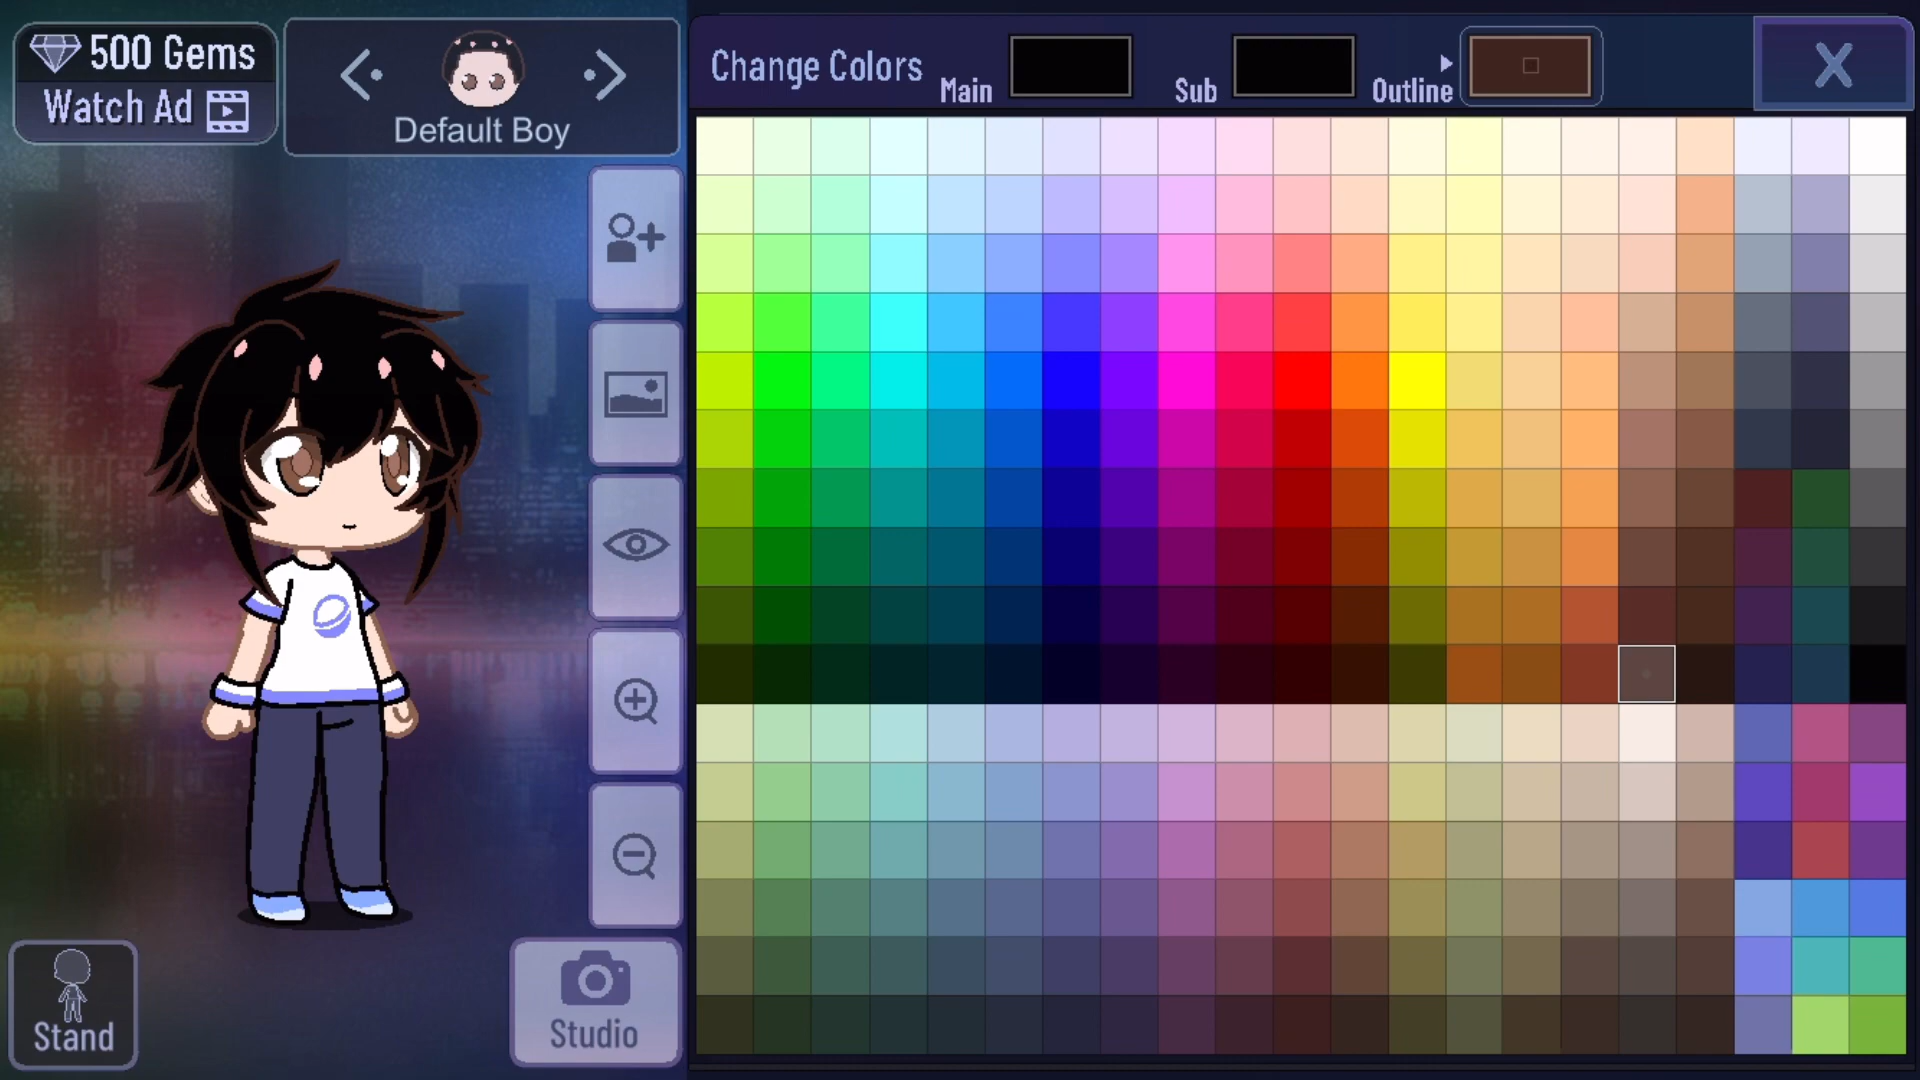 500 Gems
Watch Ad
Default Boy
Change Colors
Main
Sub
Outline
X
Stand
Studio